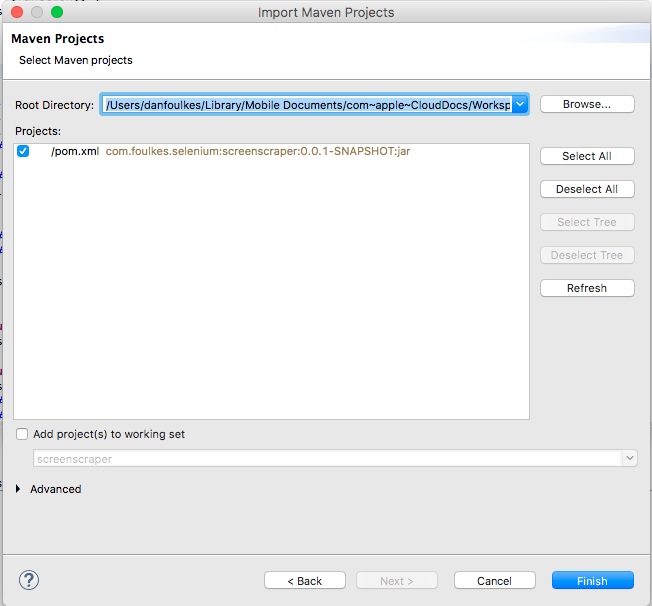 Import Maven Projects
Maven Projects
Select Maven projects
Root Directory: /Users/danfoulkes/Library/Mobile Documents/com~apple~CloudDocs/Worksp Browse...
Projects:
/pom.xml com.foulkes.selenium:screenscraper:0.0.1-SNAPSHOT:jar
Select All
Deselect All
Select Tree
Deselect Tree
Refresh
Add project(s) to working set
screenscraper
Advanced
?
< Back Next > Cancel Finish